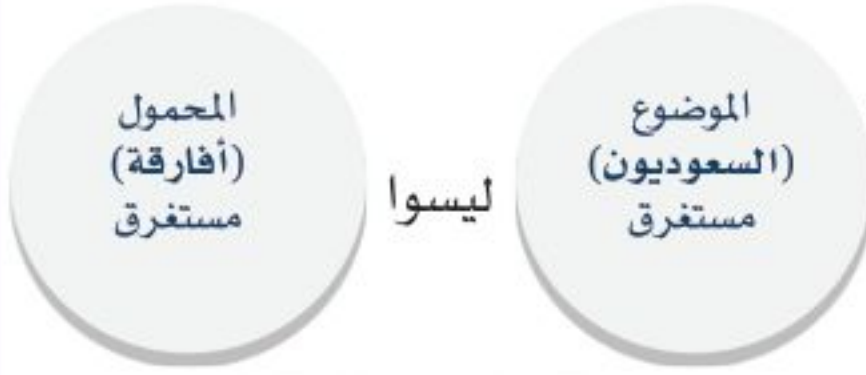 الموضوع
(السعوديون)
مستغرق
ليسوا
المحمول
(أفارقة)
مستغرق